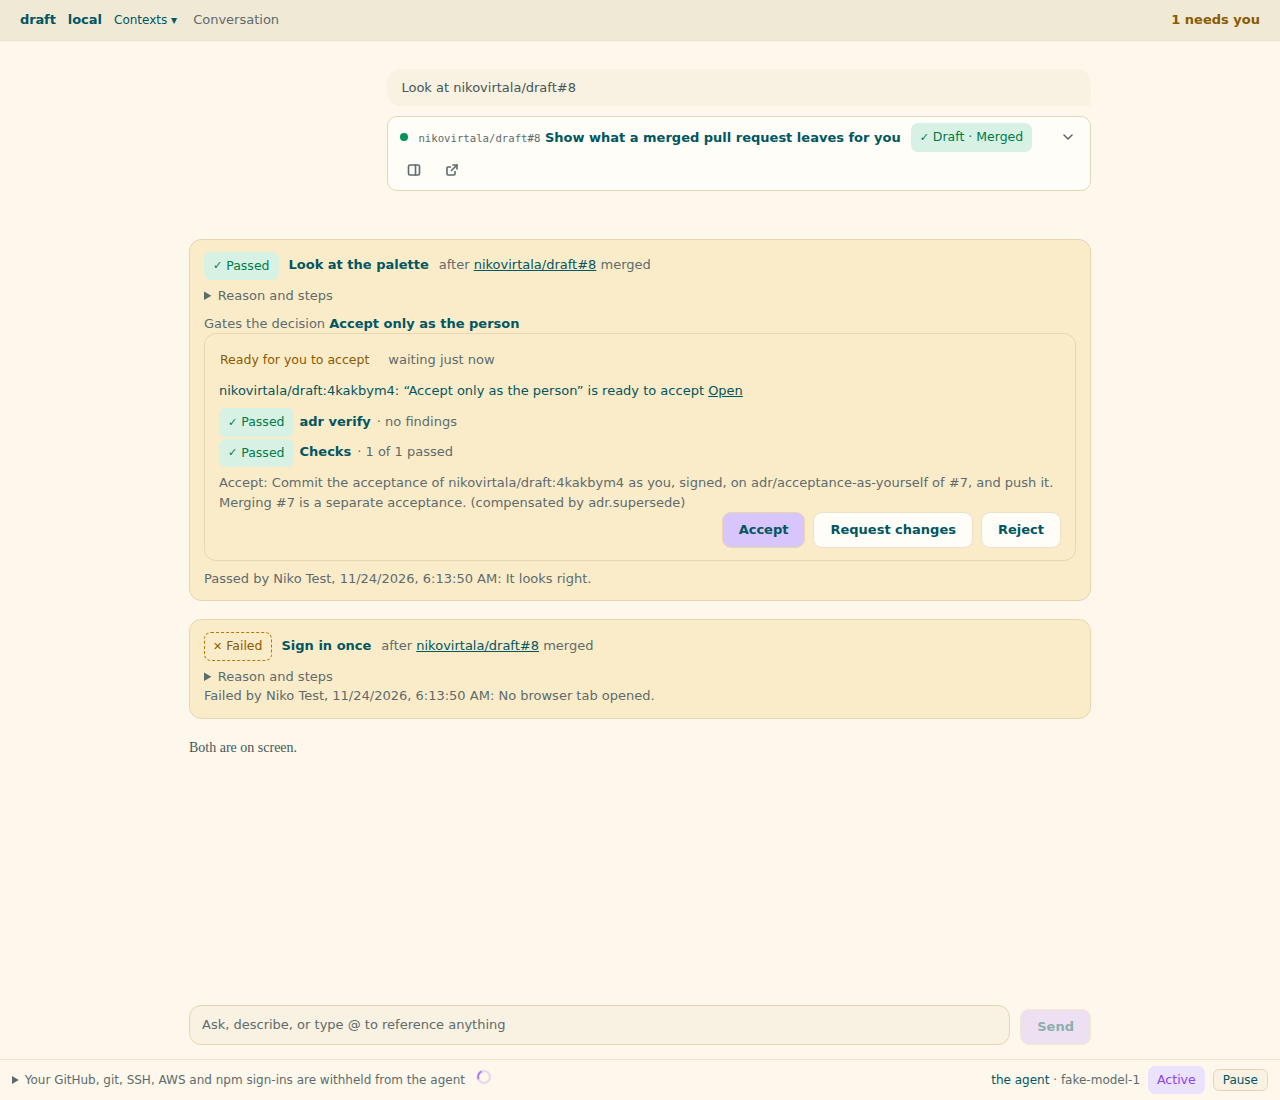 draft local Contexts ▾ Conversation 1 needs you
Look at nikovirtala/draft#8
nikovirtala/draft#8 Show what a merged pull request leaves for you ✓ Draft · Merged
✓ Passed Look at the palette after nikovirtala/draft#8 merged
▶ Reason and steps
Gates the decision Accept only as the person
Ready for you to accept waiting just now
nikovirtala/draft:4kakbym4: “Accept only as the person” is ready to accept Open
✓ Passed adr verify · no findings
✓ Passed Checks · 1 of 1 passed
Accept: Commit the acceptance of nikovirtala/draft:4kakbym4 as you, signed, on adr/acceptance-as-yourself of #7, and push it.
Merging #7 is a separate acceptance. (compensated by adr.supersede)
Accept Request changes Reject
Passed by Niko Test, 11/24/2026, 6:13:50 AM: It looks right.
✕ Failed Sign in once after nikovirtala/draft#8 merged
▶ Reason and steps
Failed by Niko Test, 11/24/2026, 6:13:50 AM: No browser tab opened.
Both are on screen.
Ask, describe, or type @ to reference anything Send
▶ Your GitHub, git, SSH, AWS and npm sign-ins are withheld from the agent the agent · fake-model-1 Active Pause